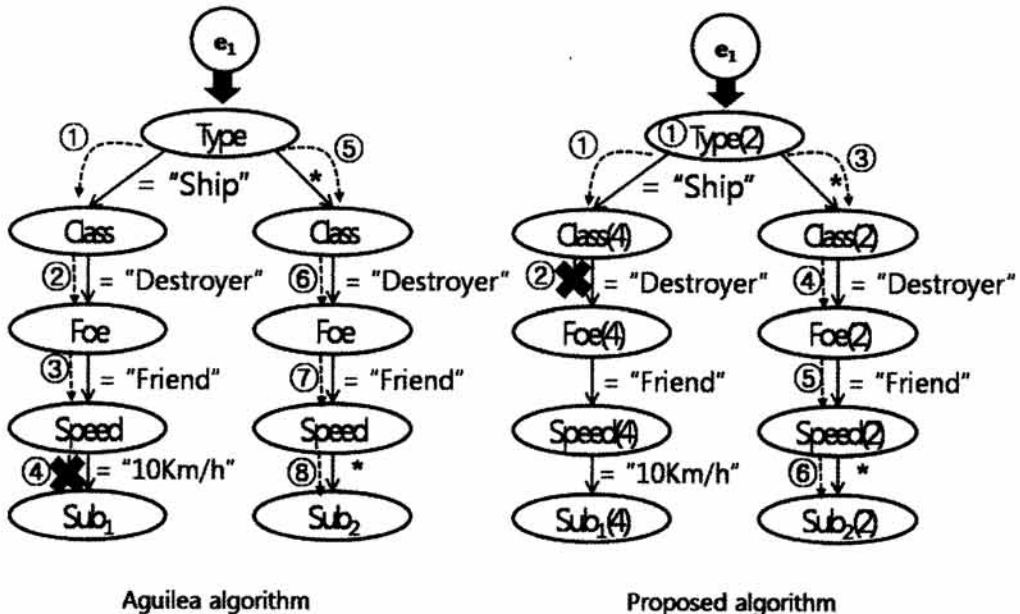 e1 e1
Type ① Type(2)
① ⑤ ① ③
= "Ship" * = "Ship" *
Class Class Class(4) Class(2)
② = "Destroyer" ⑥ = "Destroyer" ② = "Destroyer" ④ = "Destroyer"
Foe Foe Foe(4) Foe(2)
③ = "Friend" ⑦ = "Friend" = "Friend" ⑤ = "Friend"
Speed Speed Speed(4) Speed(2)
④ = "10Km/h" ⑧ * = "10Km/h" ⑥ *
Sub1 Sub2 Sub1(4) Sub2(2)
Aguilea algorithm Proposed algorithm